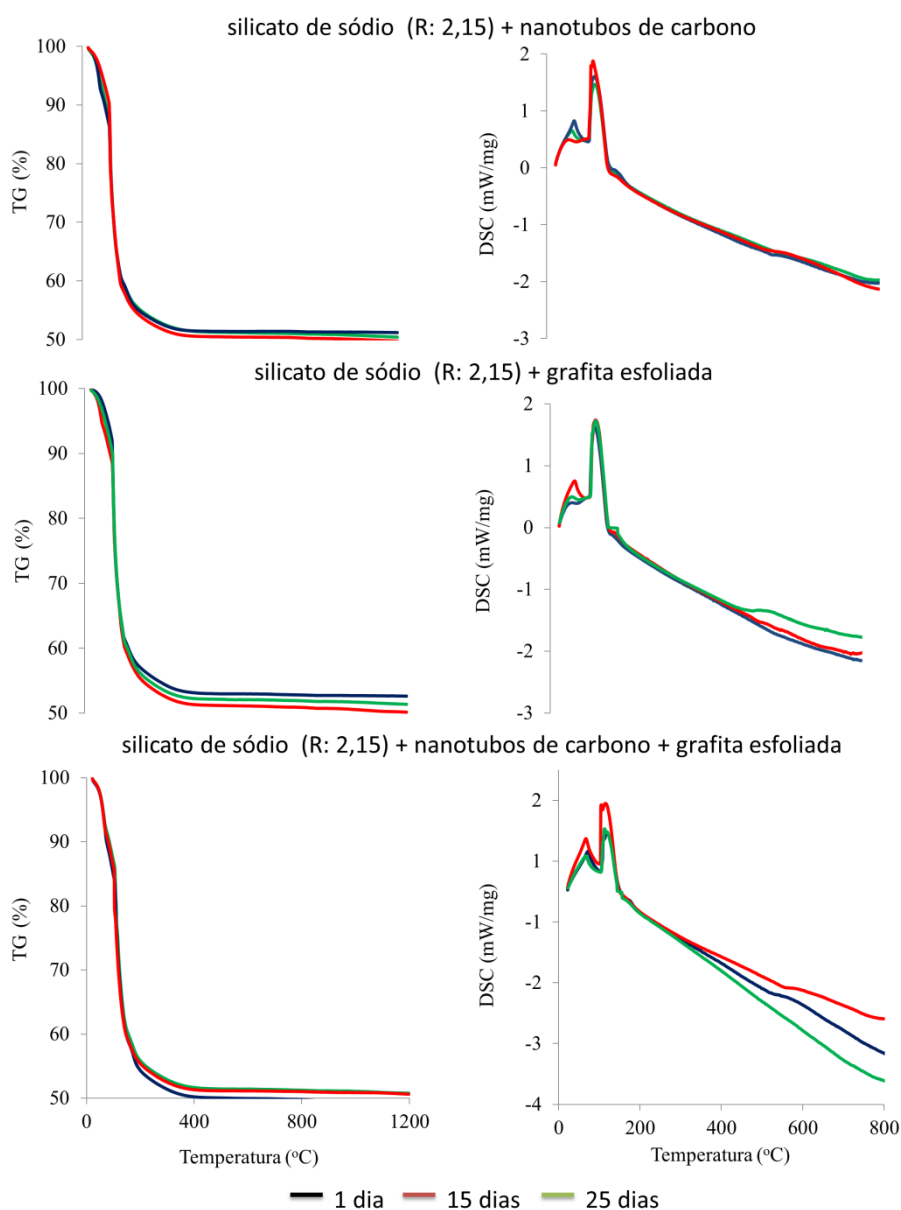 silicato de sódio (R: 2,15) + nanotubos de carbono
100
90
80
70
60
50
TG (%)
2
1
0
-1
-2
-3
DSC (mW/mg)
silicato de sódio (R: 2,15) + grafita esfoliada
100
90
80
70
60
50
TG (%)
2
1
0
-1
-2
-3
DSC (mW/mg)
silicato de sódio (R: 2,15) + nanotubos de carbono + grafita esfoliada
100
90
80
70
60
50
TG (%)
0 400 800 1200
Temperatura (ºC)
2
1
-1
-2
-3
-4
DSC (mW/mg)
0 200 400 600 800
Temperatura (ºC)
1 dia 15 dias 25 dias